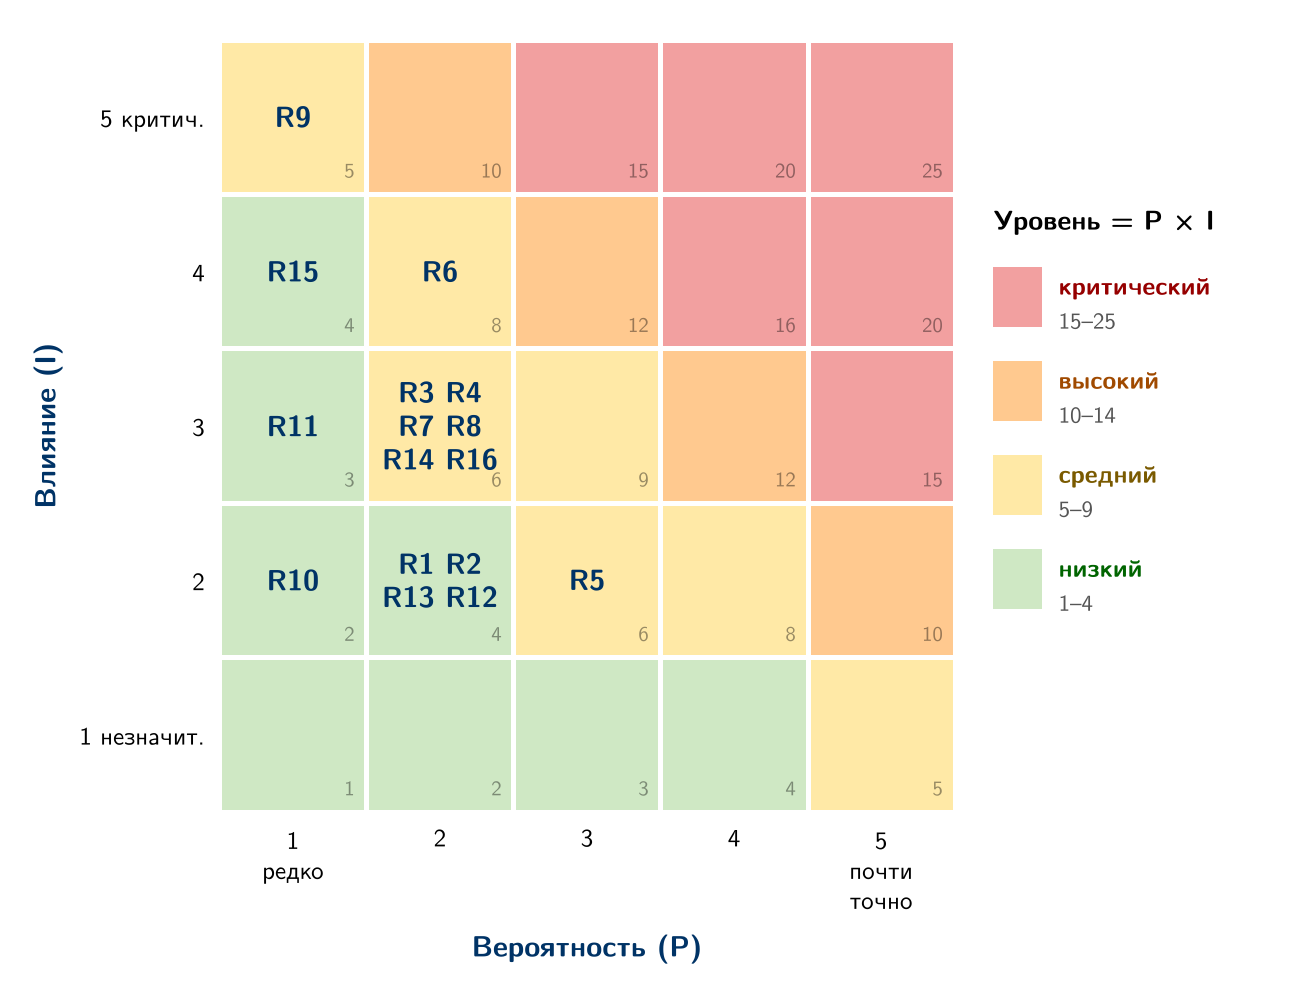 5 критич.
R9
5
10
15
20
25
4
R15
4
R6
8
12
16
20
3
R11
3
R3 R4
R7 R8
R14 R16
6
9
12
15
2
R10
2
R1 R2
R13 R12
4
R5
6
8
10
1 незначит.
1
2
3
4
5
1
редко
2
3
4
5
почти
точно
Вероятность (P)
Влияние (I)
Уровень = P × I
критический
15–25
высокий
10–14
средний
5–9
низкий
1–4